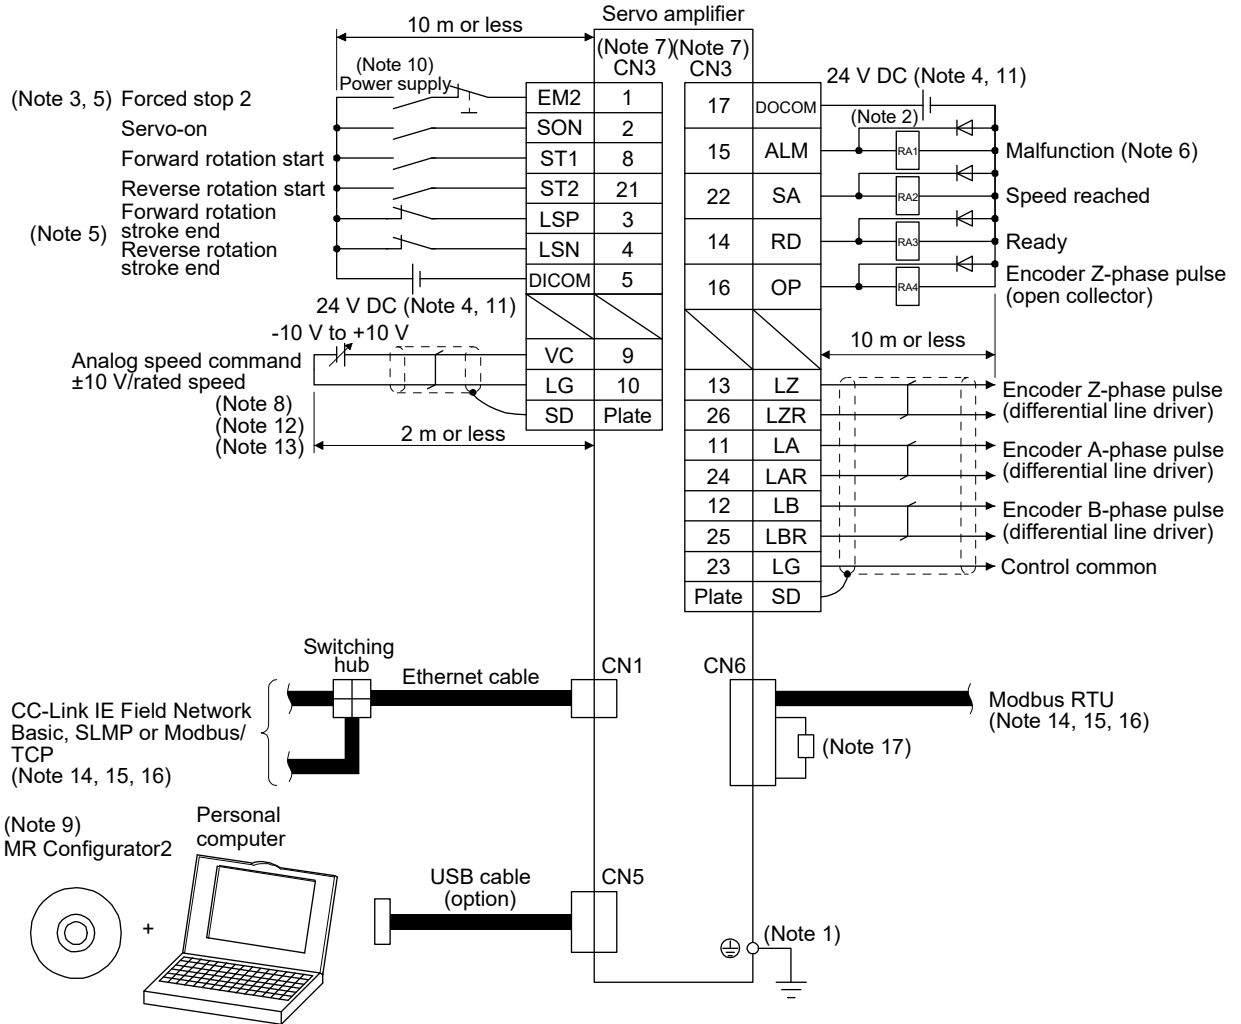 Servo amplifier
10 m or less
(Note 7)
CN3
(Note 7)
CN3
(Note 10)
Power supply
(Note 3, 5) Forced stop 2
EM2 1
Servo-on
SON 2
Forward rotation start
ST1 8
Reverse rotation start
ST2 21
(Note 5)
Forward rotation
stroke end
LSP 3
Reverse rotation
stroke end
LSN 4
DICOM 5
24 V DC (Note 4, 11)
-10 V to +10 V
Analog speed command
±10 V/rated speed
(Note 8)
(Note 12)
(Note 13)
VC 9
LG 10
SD Plate
2 m or less
24 V DC (Note 4, 11)
17 DOCOM
(Note 2)
15 ALM RA1 Malfunction (Note 6)
22 SA RA2 Speed reached
14 RD RA3 Ready
16 OP RA4 Encoder Z-phase pulse
(open collector)
10 m or less
13 LZ
26 LZR
Encoder Z-phase pulse
(differential line driver)
11 LA
24 LAR
Encoder A-phase pulse
(differential line driver)
12 LB
25 LBR
Encoder B-phase pulse
(differential line driver)
23 LG Control common
Plate SD
Switching
hub
Ethernet cable
CN1
CC-Link IE Field Network
Basic, SLMP or Modbus/
TCP
(Note 14, 15, 16)
CN6
Modbus RTU
(Note 14, 15, 16)
(Note 17)
(Note 9)
MR Configurator2
+
Personal
computer
USB cable
(option)
CN5
(Note 1)